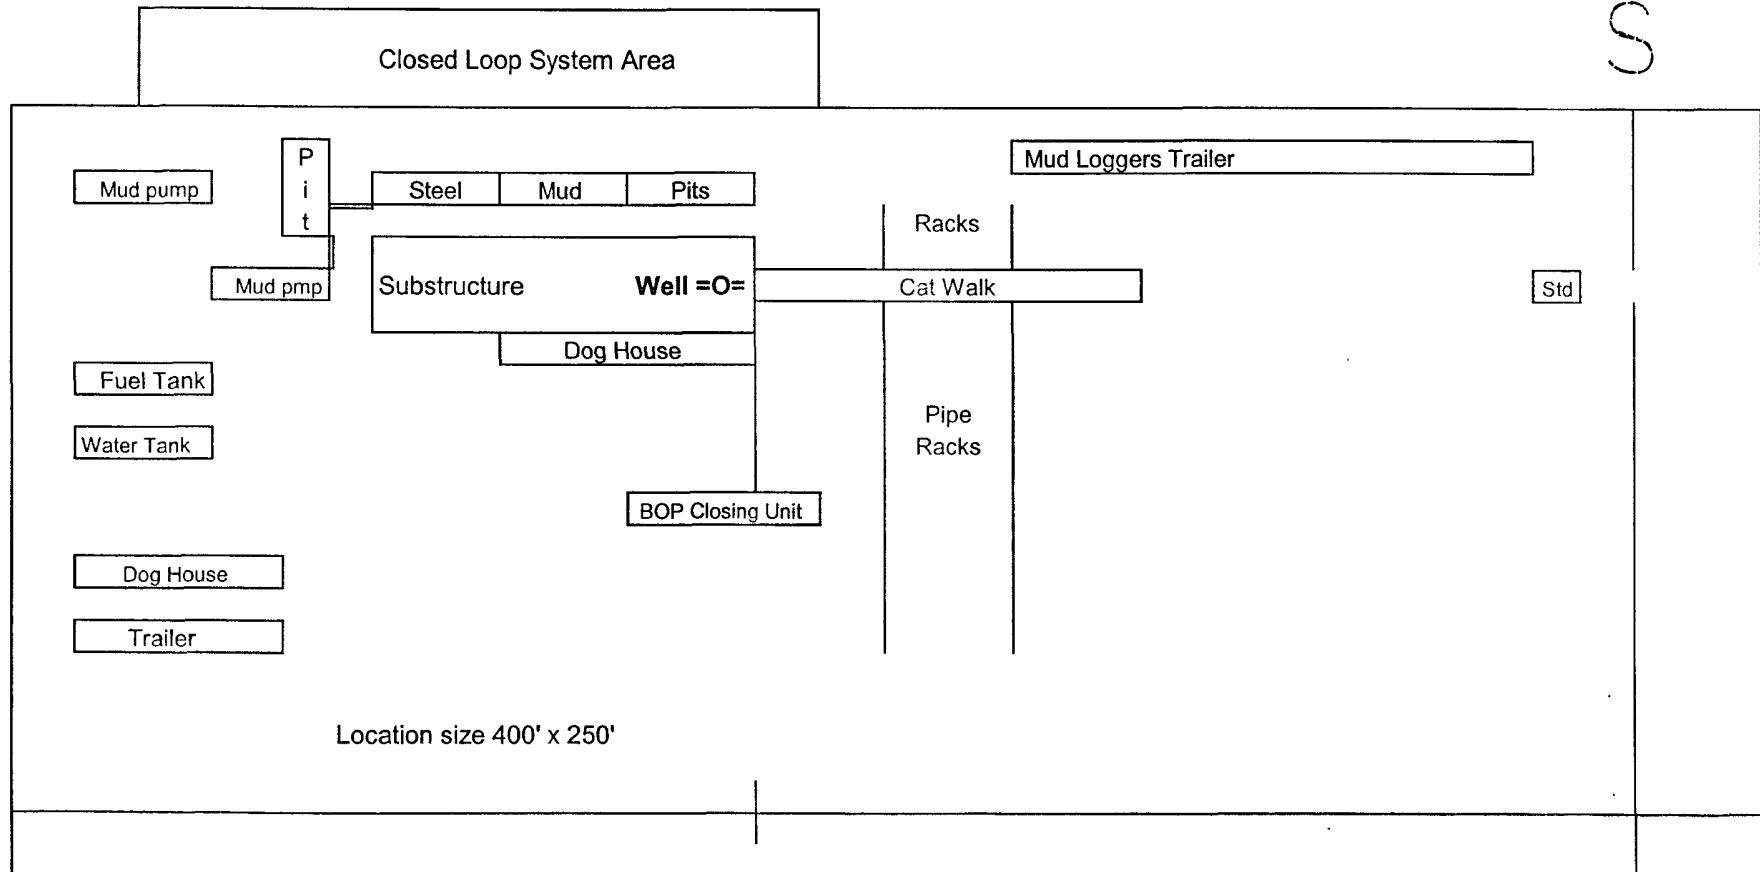 S
Closed Loop System Area
Mud Loggers Trailer
P
i
t
Mud pump
Steel
Mud
Pits
Racks
Mud pmp
Substructure
Well =O=
Cat Walk
Std
Dog House
Fuel Tank
Pipe
Racks
Water Tank
BOP Closing Unit
Dog House
Trailer
Location size 400' x 250'